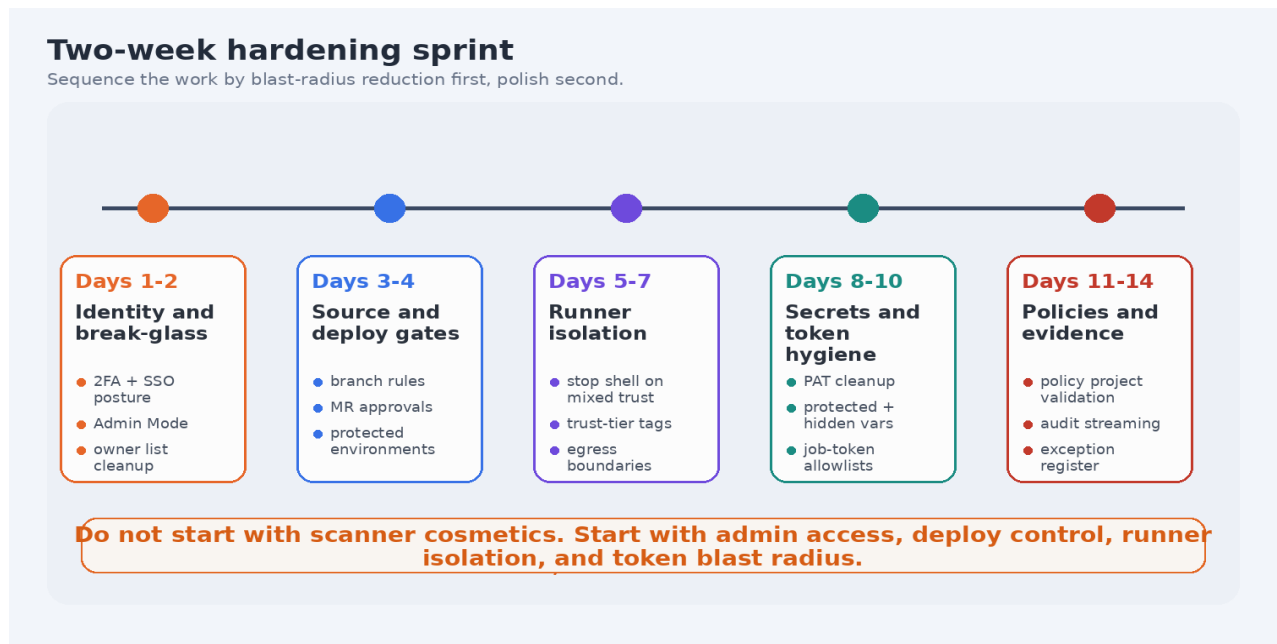 Two-week hardening sprint
Sequence the work by blast-radius reduction first, polish second.
Days 1-2
Identity and
break-glass
2FA + SSO
posture
Admin Mode
owner list
cleanup
Days 3-4
Source and
deploy gates
branch rules
MR approvals
protected
environments
Days 5-7
Runner
isolation
stop shell on
mixed trust
trust-tier tags
egress
boundaries
Days 8-10
Secrets and
token
hygiene
PAT cleanup
protected +
hidden vars
job-token
allowlists
Days 11-14
Policies and
evidence
policy project
validation
audit streaming
exception
register
Do not start with scanner cosmetics. Start with admin access, deploy control, runner
isolation, and token blast radius.